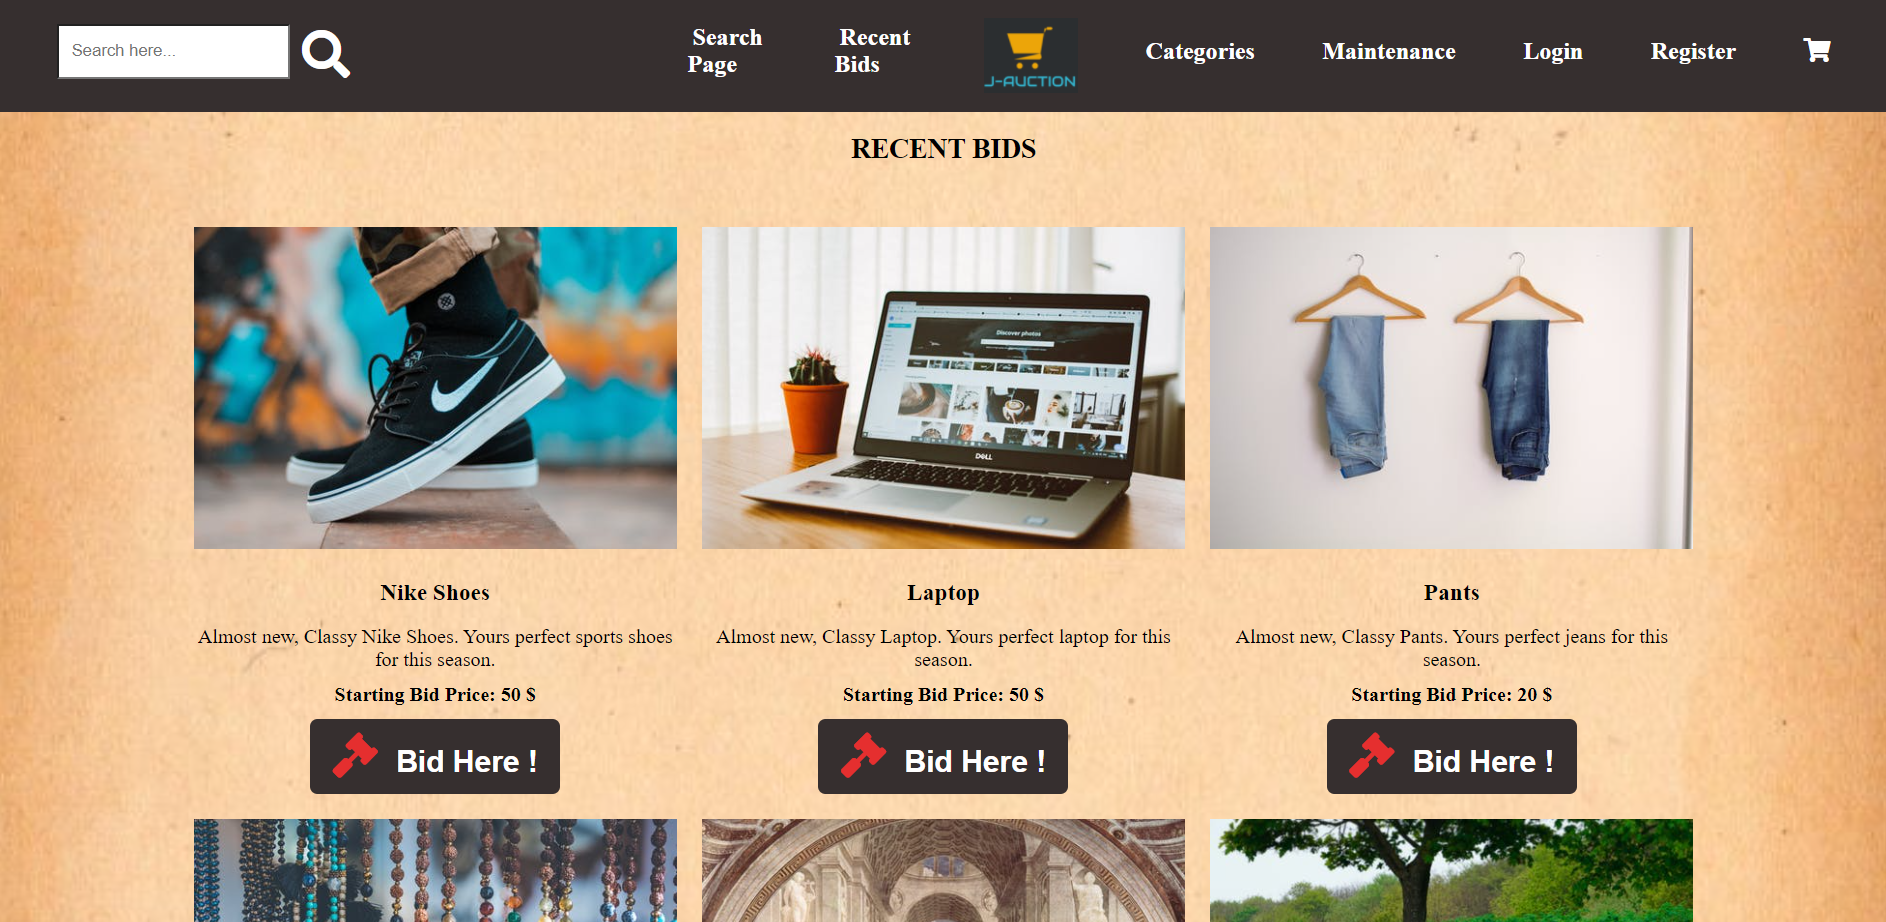 Search here...
Search
Page
Recent
Bids
J-AUCTION
Categories
Maintenance
Login
Register
RECENT BIDS
Discover photos
DELL
Nike Shoes
Almost new, Classy Nike Shoes. Yours perfect sports shoes
for this season.
Starting Bid Price: 50 $
Bid Here !
Laptop
Almost new, Classy Laptop. Yours perfect laptop for this
season.
Starting Bid Price: 50 $
Bid Here !
Pants
Almost new, Classy Pants. Yours perfect jeans for this
season.
Starting Bid Price: 20 $
Bid Here !